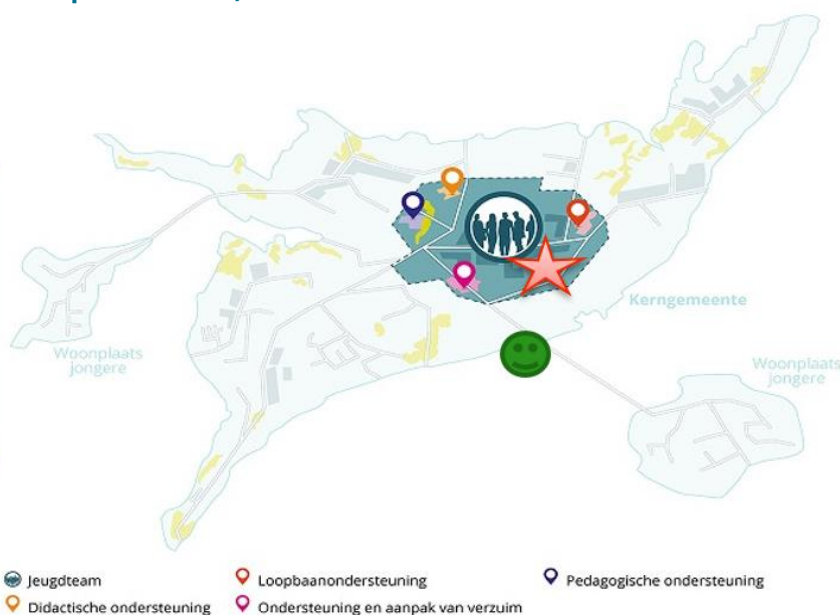 Kerngemeente
Woonplaats
jongere
Woonplaats
jongere
Jeugdteam
Loopbaanondersteuning
Pedagogische ondersteuning
Didactische ondersteuning
Ondersteuning en aanpak van verzuim